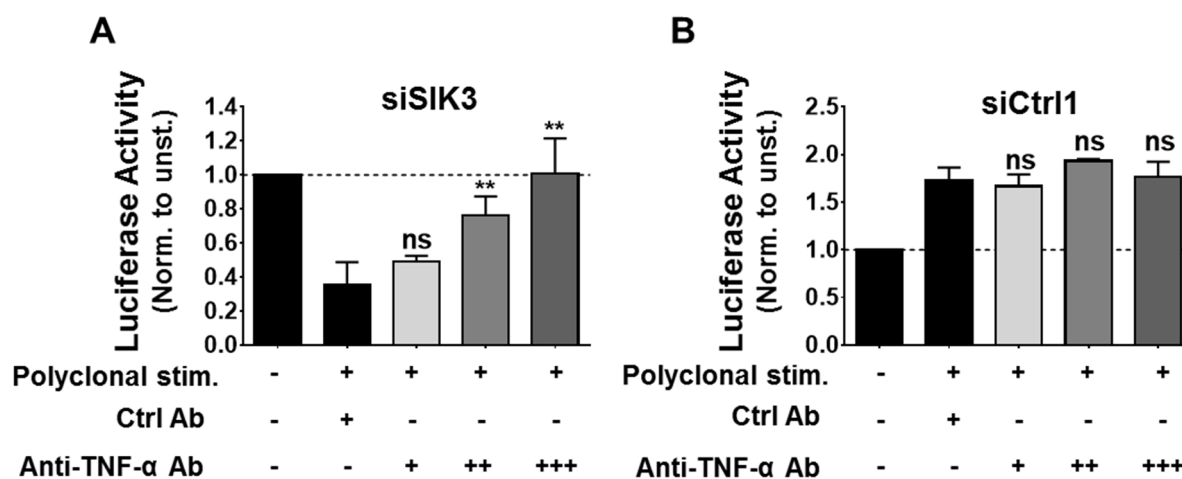 A
siSIK3
Luciferase Activity
(Norm. to unst.)
1.4
1.2
1.0
0.8
0.6
0.4
0.2
0.0
ns
**
**
Polyclonal stim. - + + + +
Ctrl Ab - + - - -
Anti-TNF-α Ab - - + ++ +++
B
siCtrl1
Luciferase Activity
(Norm. to unst.)
2.5
2.0
1.5
1.0
0.5
0.0
ns
ns
ns
Polyclonal stim. - + + + +
Ctrl Ab - + - - -
Anti-TNF-α Ab - - + ++ +++